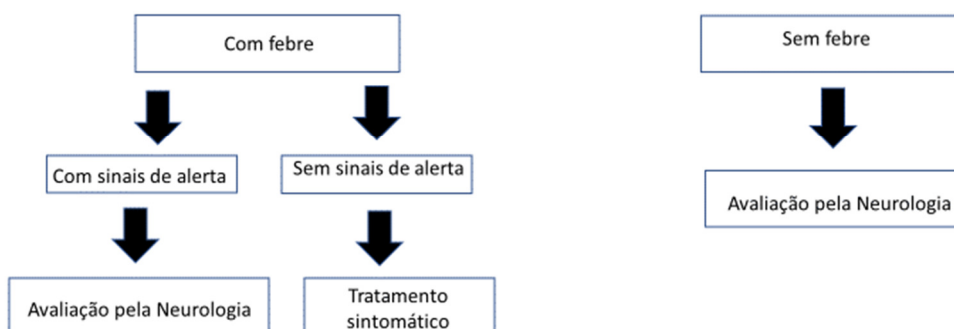 Com febre
Sem febre
Com sinais de alerta
Sem sinais de alerta
Avaliação pela Neurologia
Avaliação pela Neurologia
Tratamento
sintomático